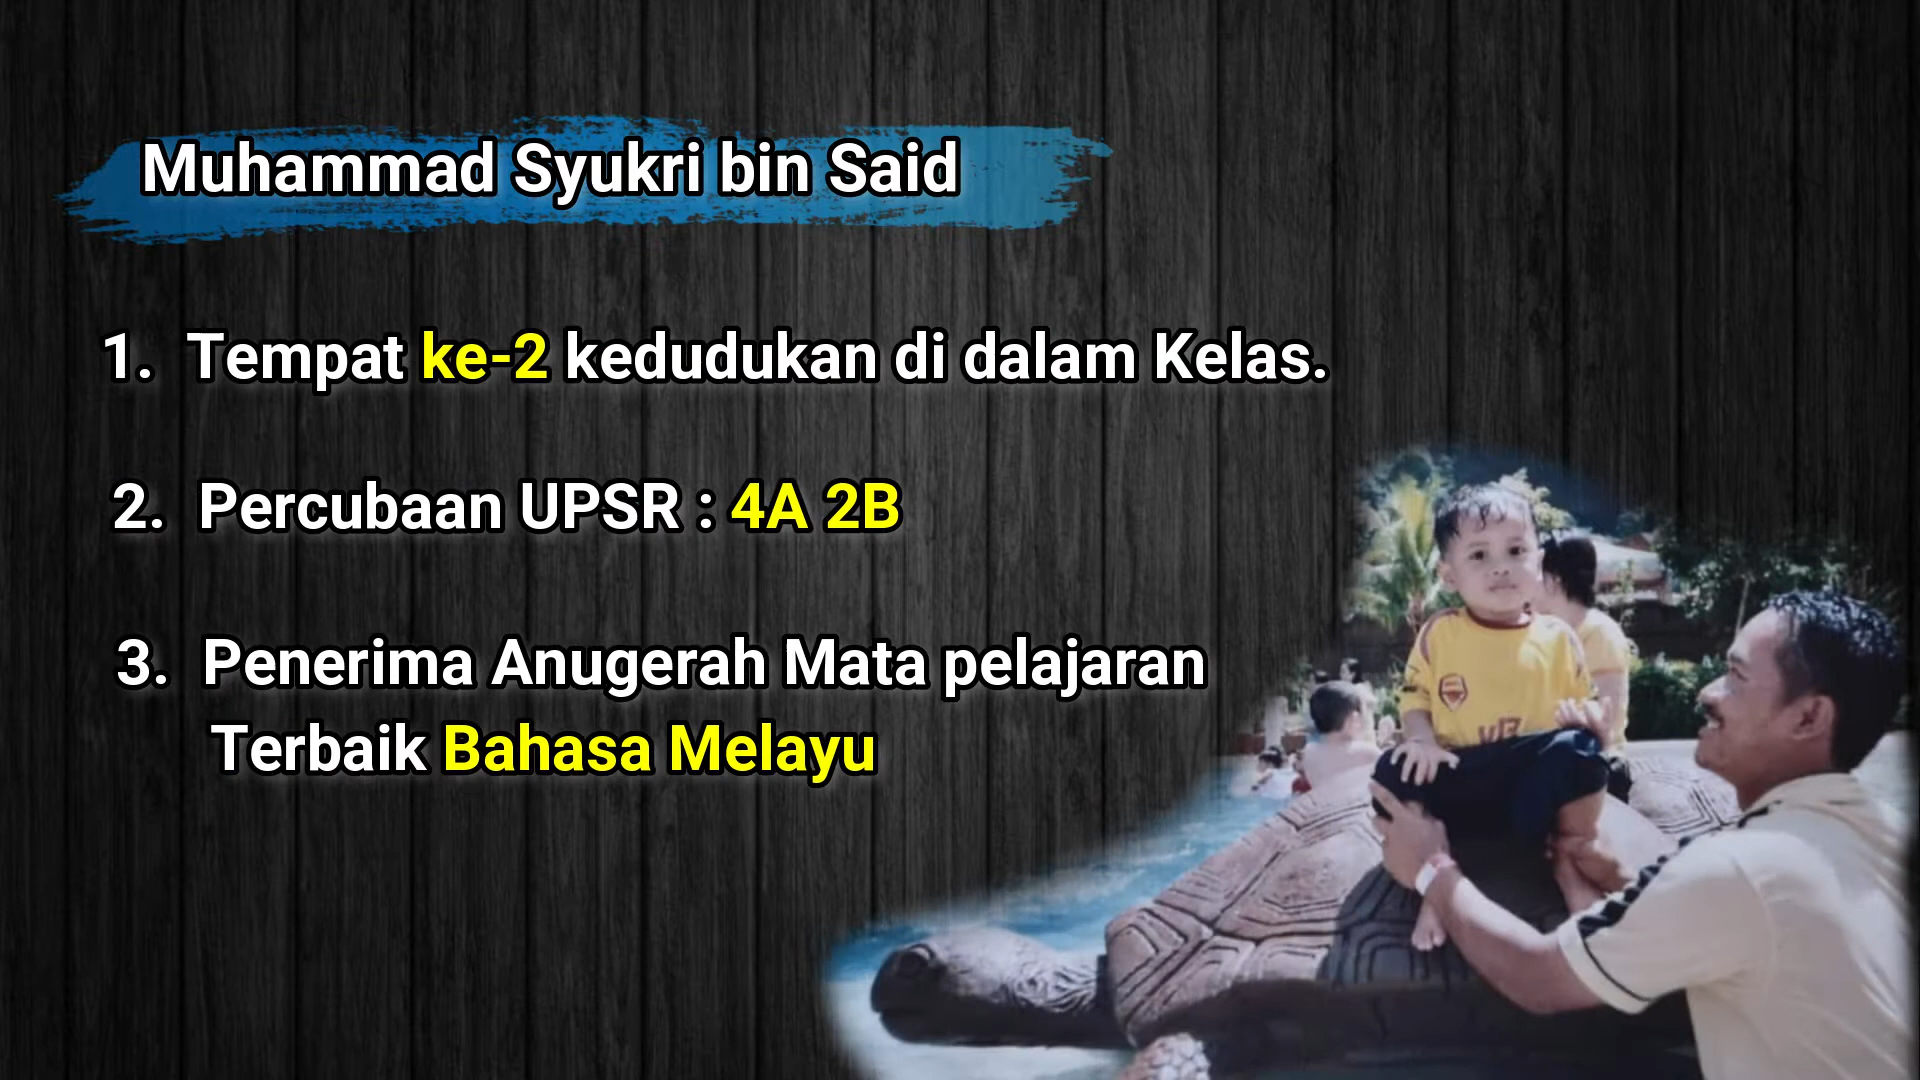 Muhammad Syukri bin Said
1. Tempat ke-2 kedudukan di dalam Kelas.
2. Percubaan UPSR : 4A 2B
3. Penerima Anugerah Mata pelajaran
Terbaik Bahasa Melayu